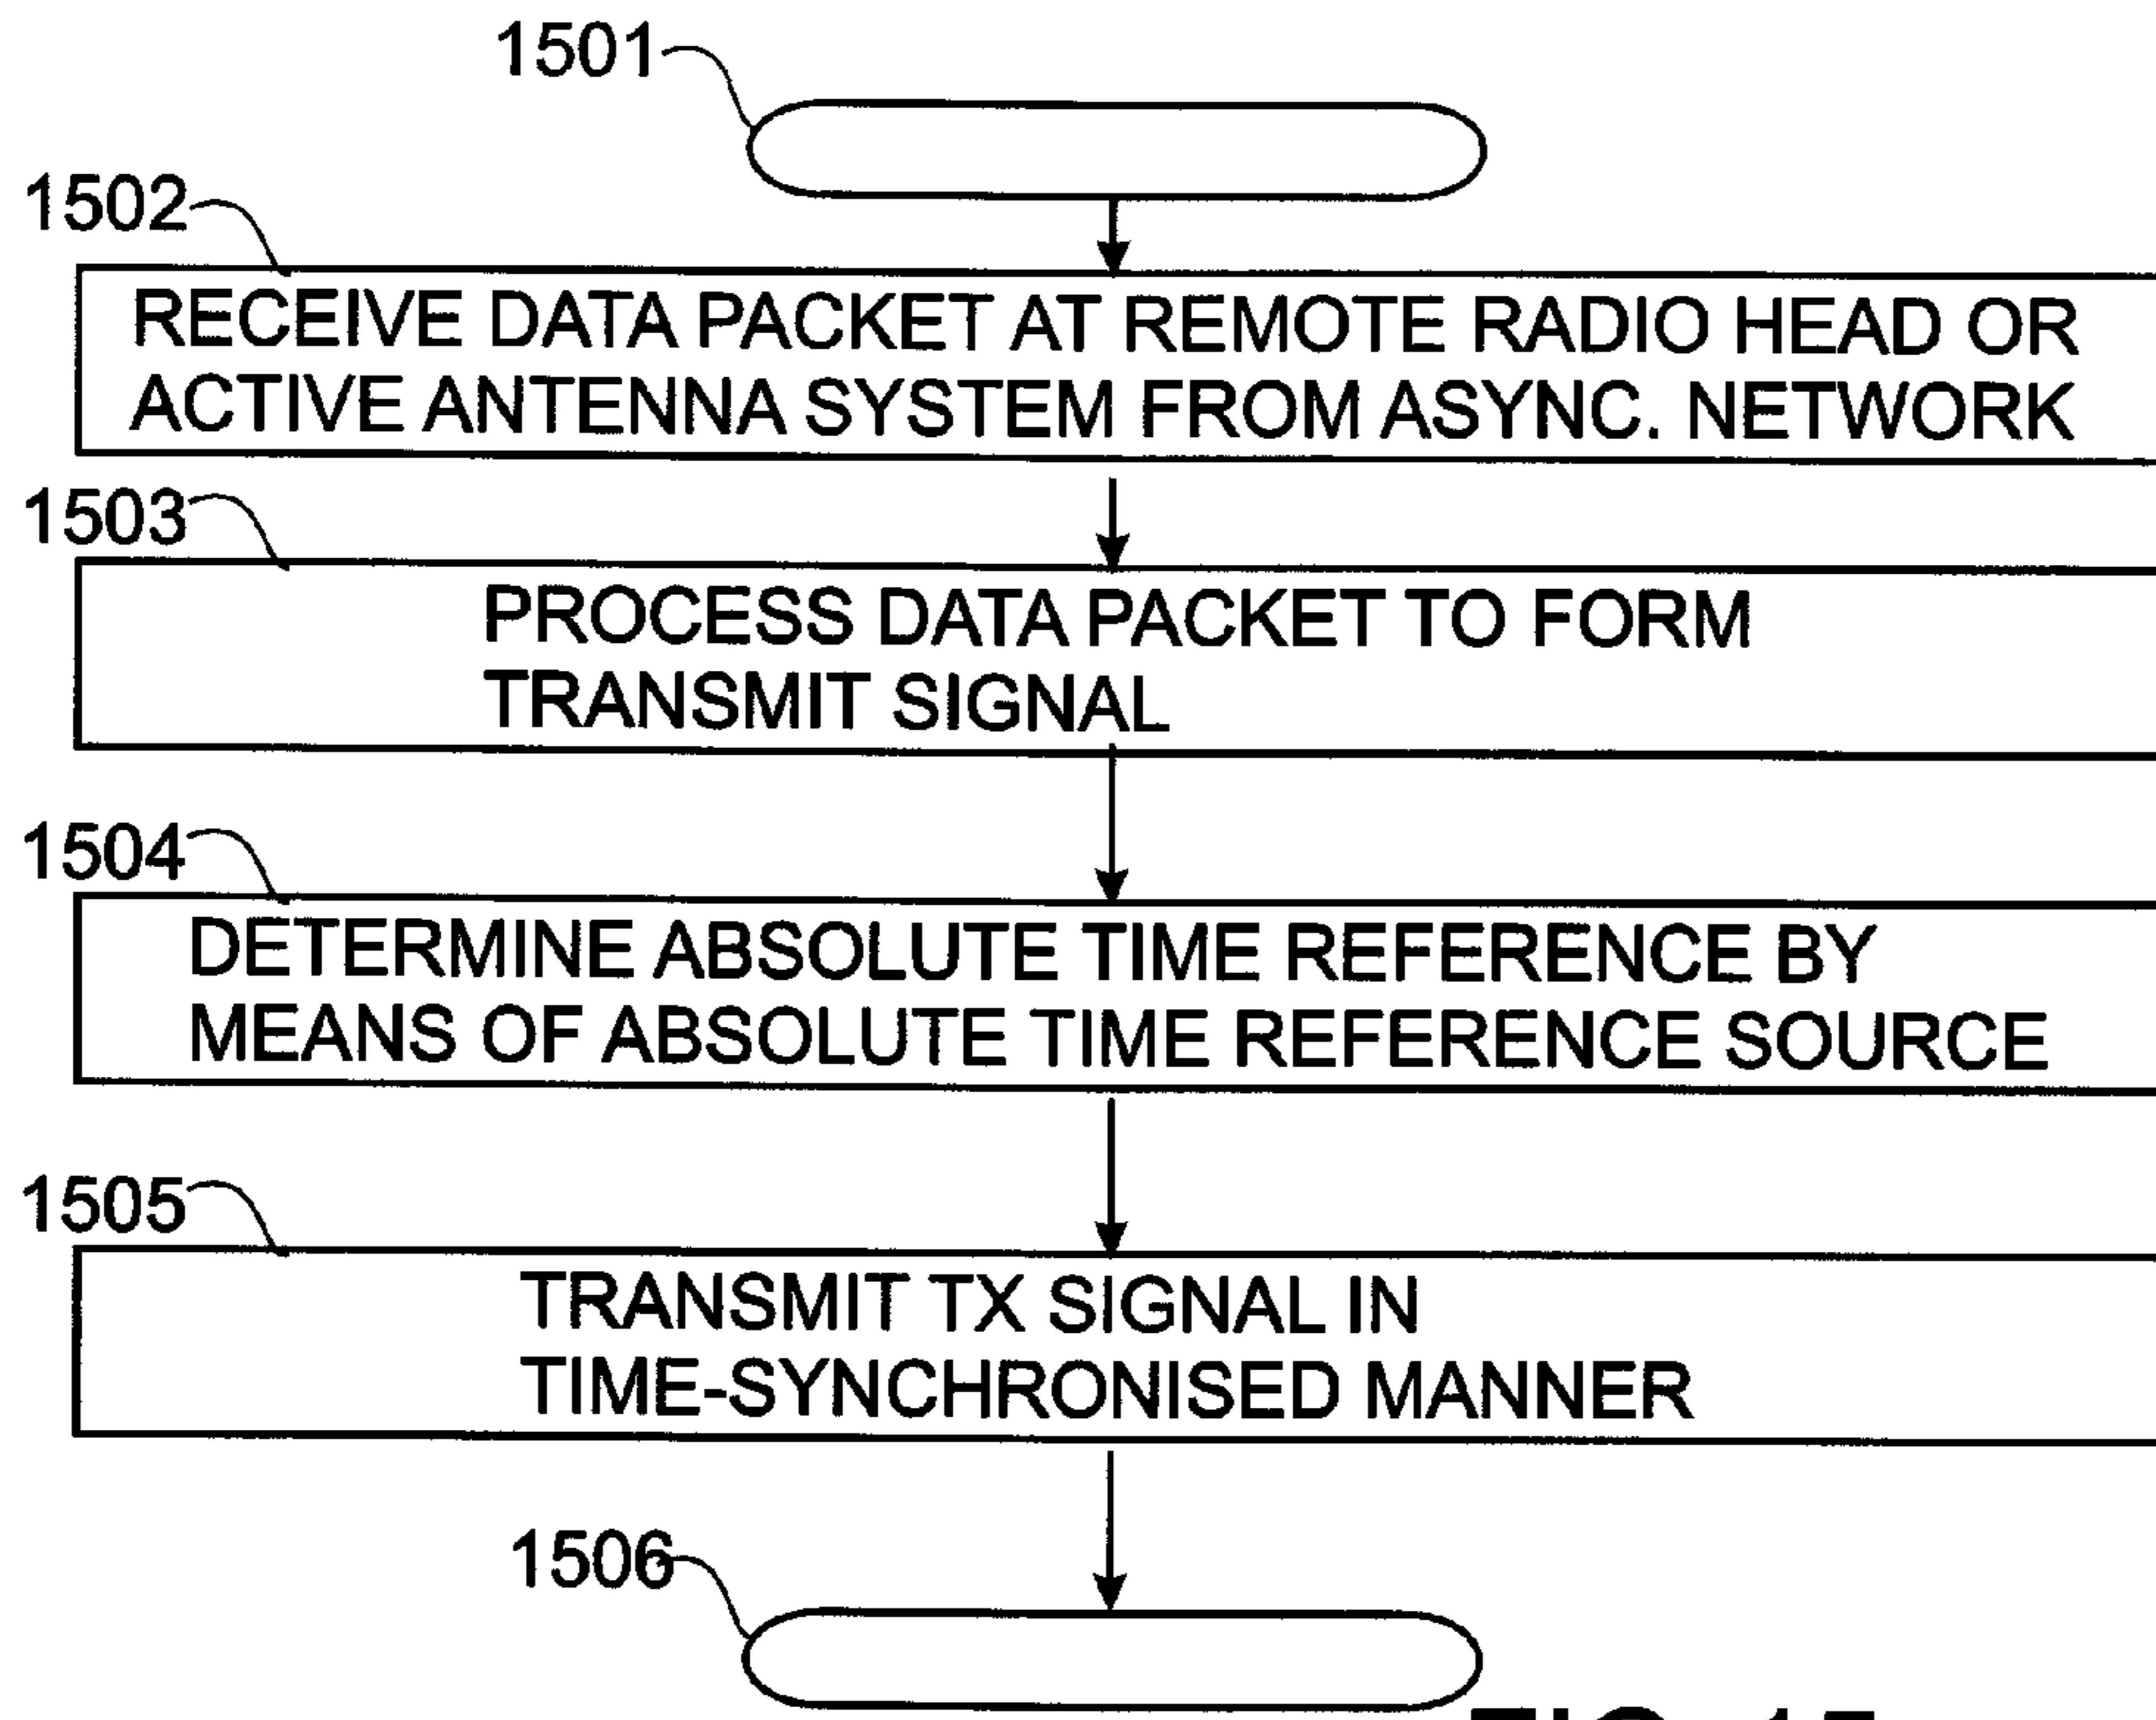 1501
1502
RECEIVE DATA PACKET AT REMOTE RADIO HEAD OR
ACTIVE ANTENNA SYSTEM FROM ASYNC. NETWORK
1503
PROCESS DATA PACKET TO FORM
TRANSMIT SIGNAL
1504
DETERMINE ABSOLUTE TIME REFERENCE BY
MEANS OF ABSOLUTE TIME REFERENCE SOURCE
1505
TRANSMIT TX SIGNAL IN
TIME-SYNCHRONISED MANNER
1506